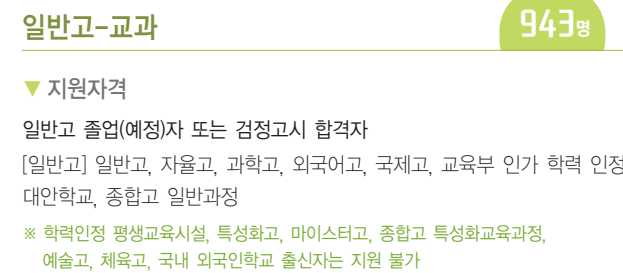 일반고-교과
943명
▼ 지원자격
일반고 졸업(예정)자 또는 검정고시 합격자
[일반고] 일반고, 자율고, 과학고, 외국어고, 국제고, 교육부 인가 학력 인정
대안학교, 종합고 일반과정
※ 학력인정 평생교육시설, 특성화고, 마이스터고, 종합고 특성화교육과정,
예술고, 체육고, 국내 외국인학교 출신자는 지원 불가